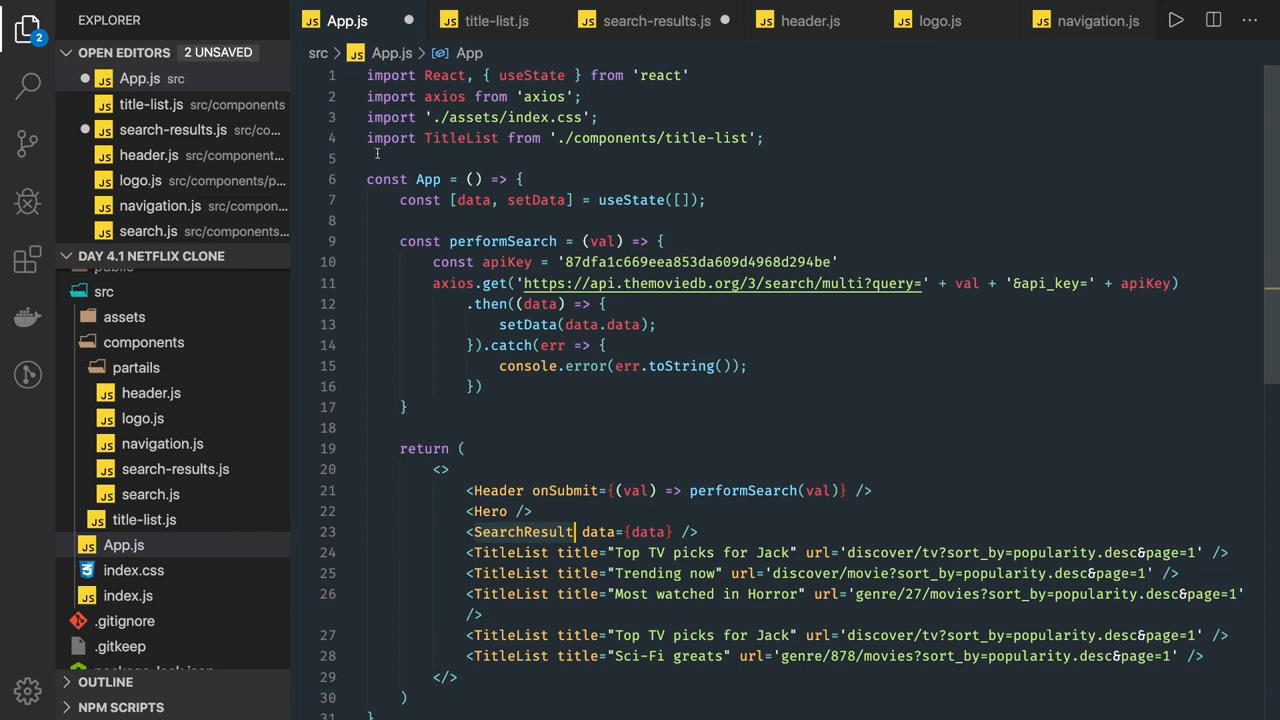 EXPLORER
App.js
title-list.js
search-results.js
header.js
logo.js
navigation.js
2
OPEN EDITORS 2 UNSAVED
App.js src
title-list.js src/components
search-results.js src/co...
header.js src/component...
logo.js src/components/p...
navigation.js src/compon...
search.js src/components...
DAY 4.1 NETFLIX CLONE
public
src
assets
components
partails
header.js
logo.js
navigation.js
search-results.js
search.js
title-list.js
App.js
index.css
index.js
.gitignore
.gitkeep
OUTLINE
NPM SCRIPTS
src > App.js > App
1 import React, { useState } from 'react'
2 import axios from 'axios';
3 import './assets/index.css';
4 import TitleList from './components/title-list';
5
6 const App = () => {
7 const [data, setData] = useState([]);
8
9 const performSearch = (val) => {
10 const apiKey = '87dfa1c669eea853da609d4968d294be'
11 axios.get('https://api.themoviedb.org/3/search/multi?query=' + val + '&api_key=' + apiKey)
12 .then((data) => {
13 setData(data.data);
14 }).catch(err => {
15 console.error(err.toString());
16 })
17 }
18
19 return (
20 <>
21 <Header onSubmit={(val) => performSearch(val)} />
22 <Hero />
23 <SearchResult data={data} />
24 <TitleList title="Top TV picks for Jack" url='discover/tv?sort_by=popularity.desc&page=1' />
25 <TitleList title="Trending now" url='discover/movie?sort_by=popularity.desc&page=1' />
26 <TitleList title="Most watched in Horror" url='genre/27/movies?sort_by=popularity.desc&page=1'
/>
27 <TitleList title="Top TV picks for Jack" url='discover/tv?sort_by=popularity.desc&page=1' />
28 <TitleList title="Sci-Fi greats" url='genre/878/movies?sort_by=popularity.desc&page=1' />
29 </>
30 )
31 }